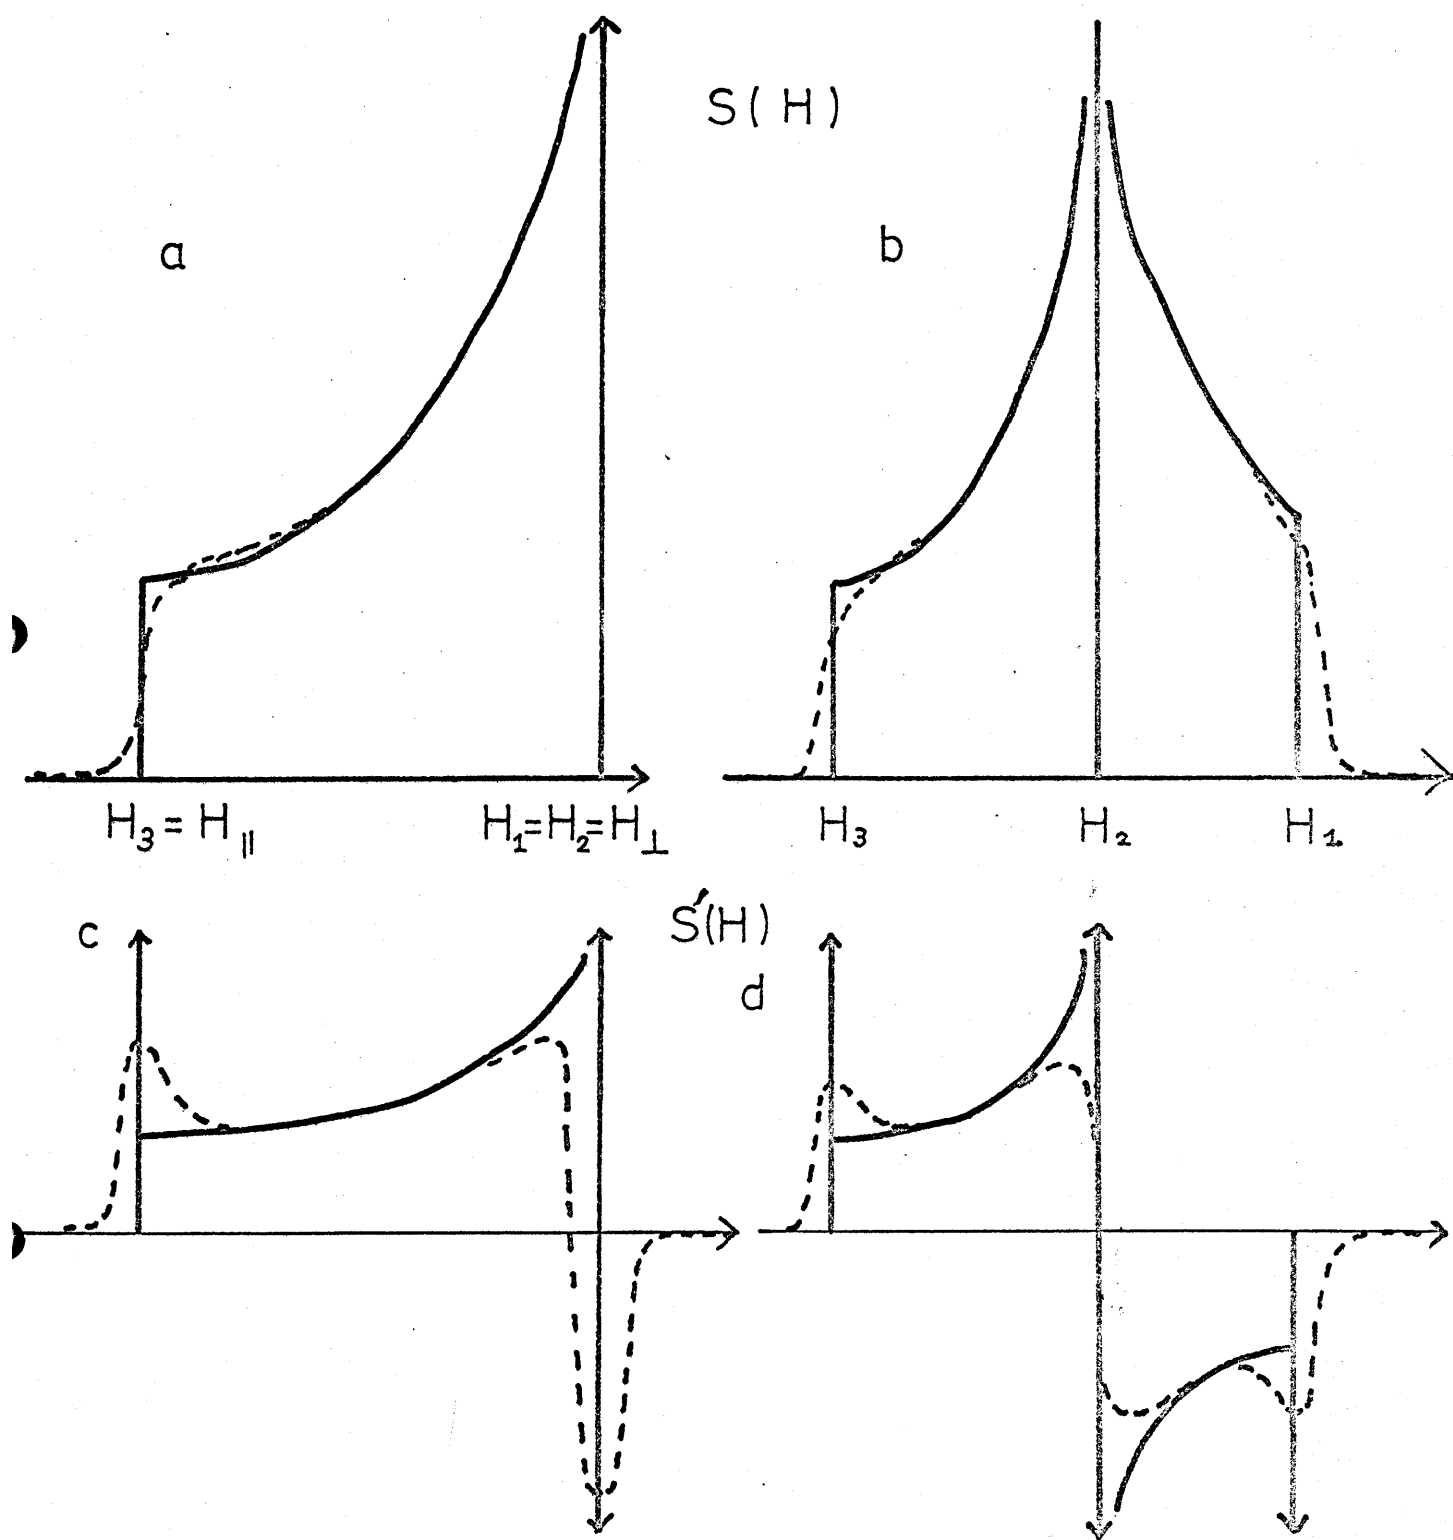 S(H)
a
b
H₃ = H∥
H₁=H₂=H⊥
H₃
H₂
H₁.
c
S′(H)
d